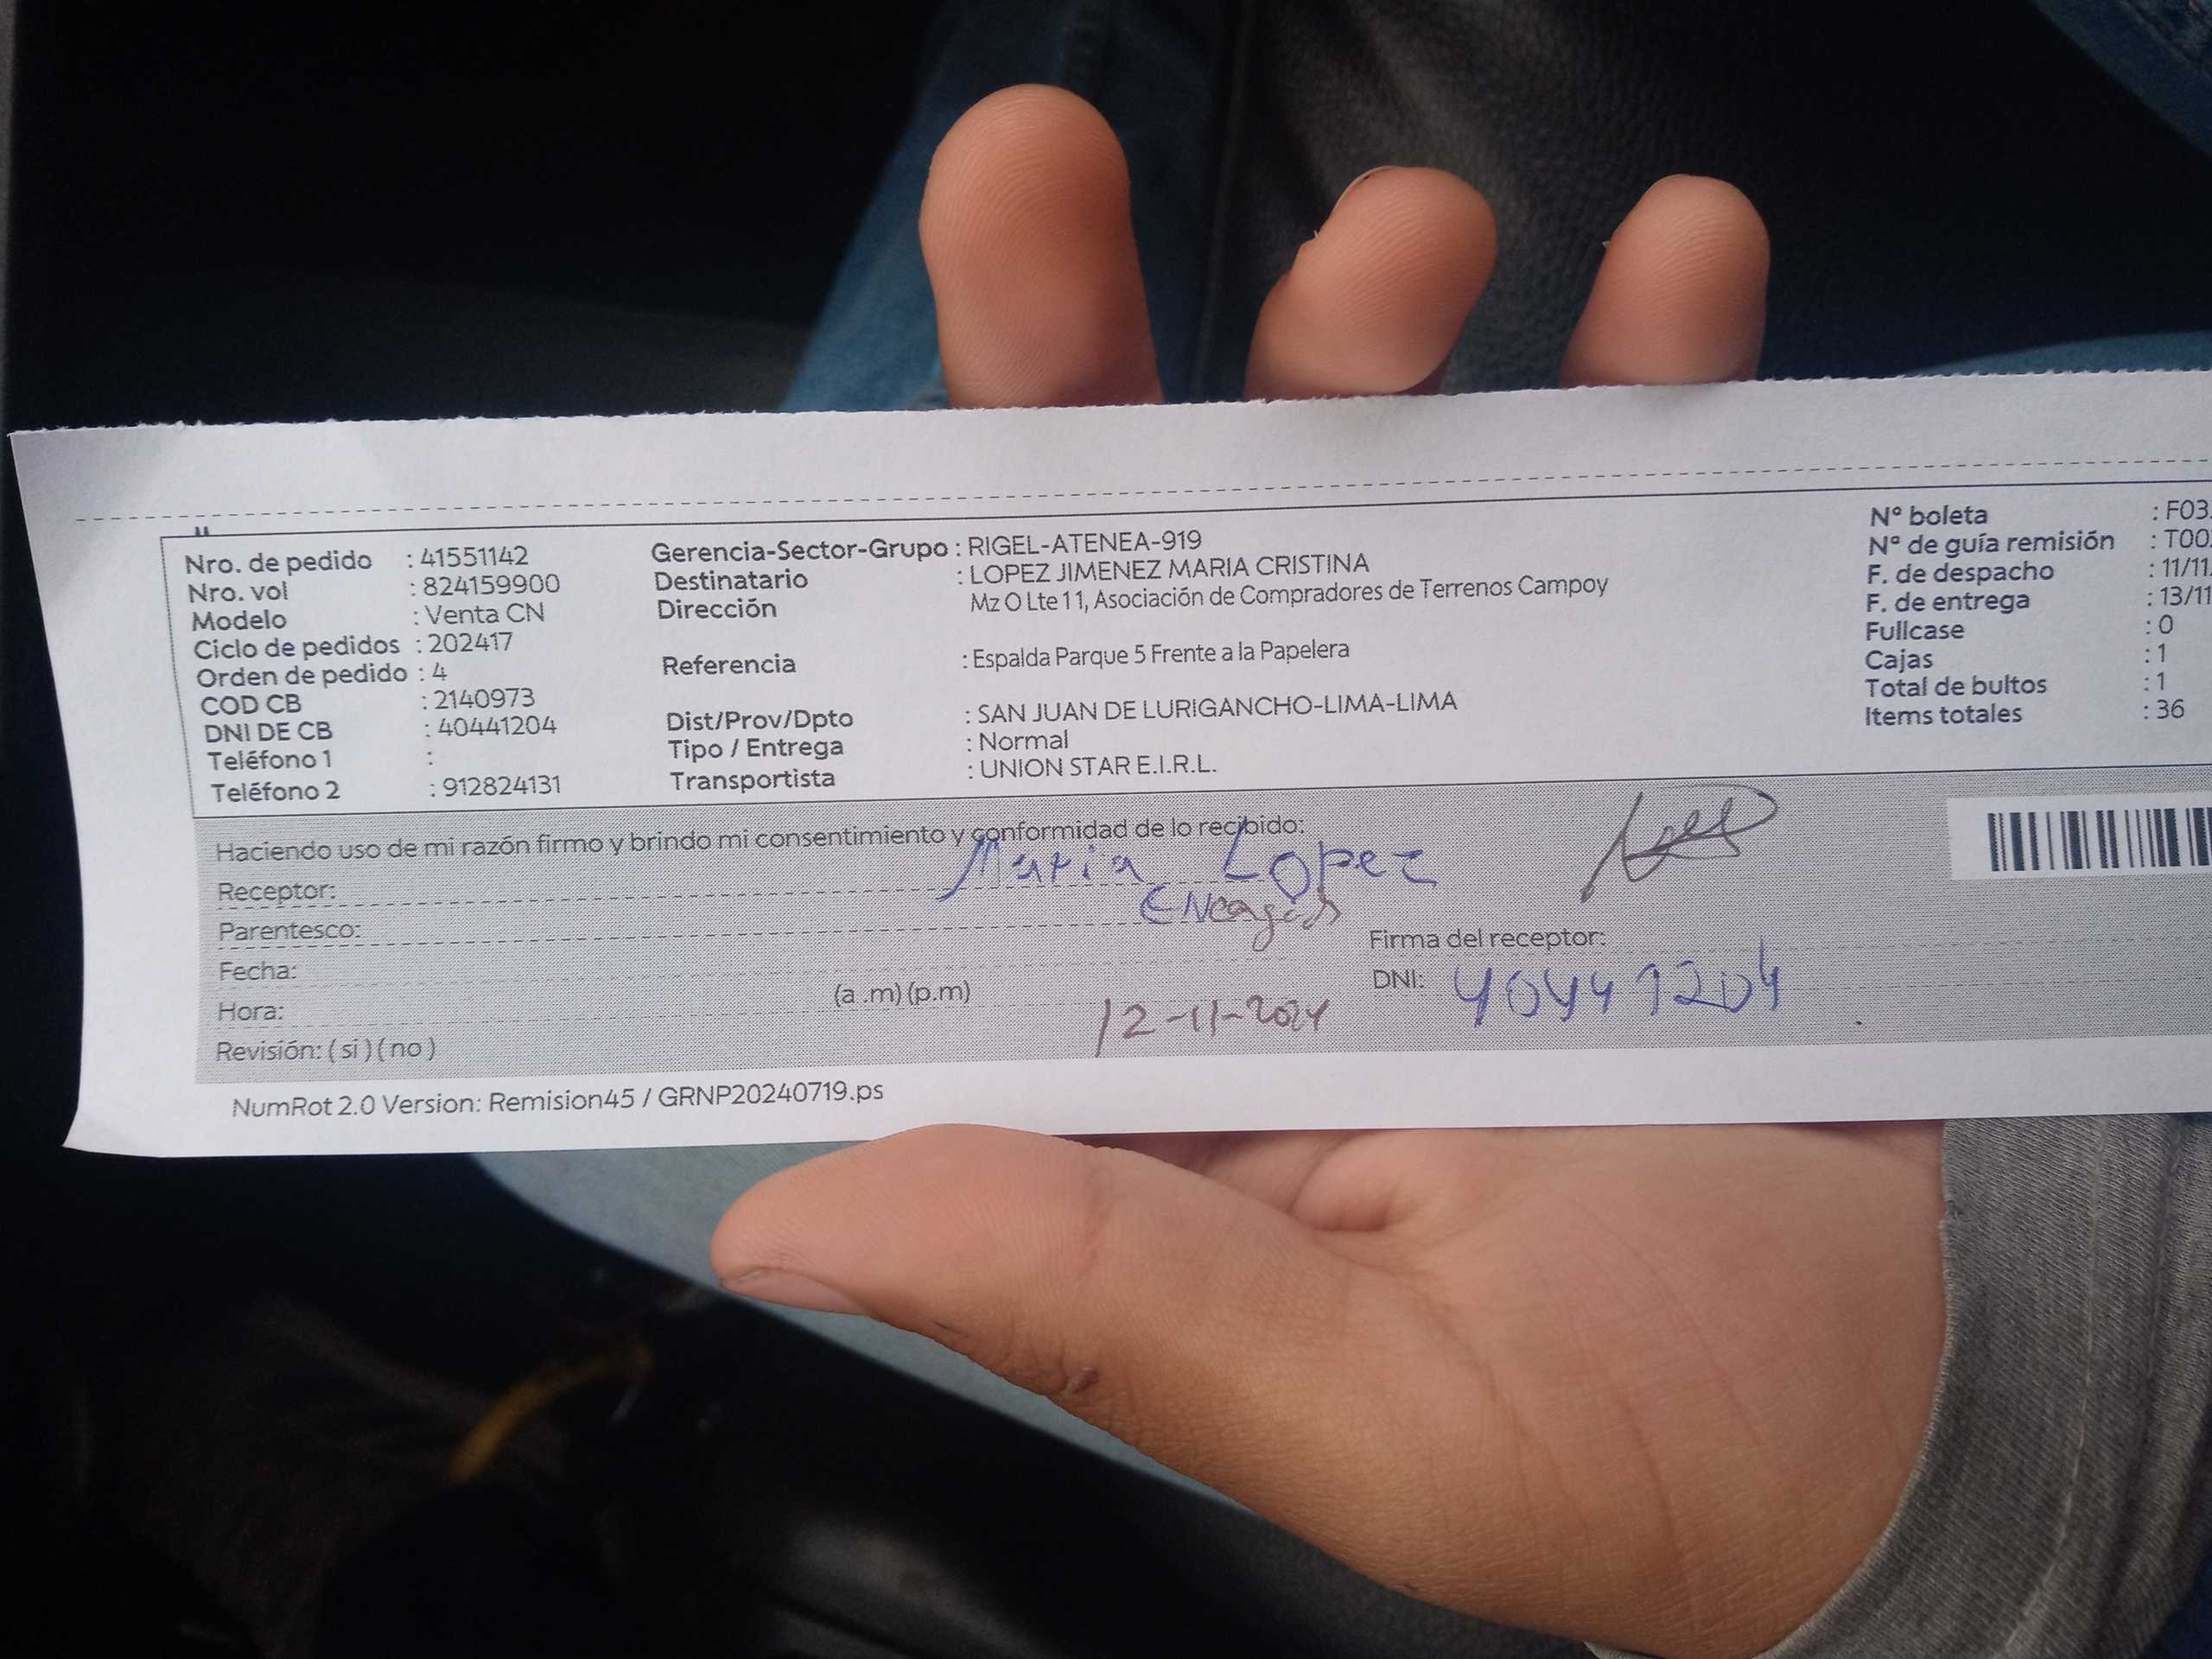 Nro. de pedido : 41551142
Nro. vol : 824159900
Modelo : Venta CN
Ciclo de pedidos : 202417
Orden de pedido : 4
COD CB : 2140973
DNI DE CB : 40441204
Teléfono 1 :
Teléfono 2 : 912824131
Gerencia-Sector-Grupo : RIGEL-ATENEA-919
Destinatario : LOPEZ JIMENEZ MARIA CRISTINA
Dirección Mz O Lte 11, Asociación de Compradores de Terrenos Campoy
Referencia : Espalda Parque 5 Frente a la Papelera
Dist/Prov/Dpto : SAN JUAN DE LURIGANCHO-LIMA-LIMA
Tipo / Entrega : Normal
Transportista : UNION STAR E.I.R.L.
N° boleta : F03
N° de guía remisión : T00
F. de despacho : 11/11
F. de entrega : 13/11
Fullcase : 0
Cajas : 1
Total de bultos : 1
Items totales : 36
Haciendo uso de mi razón firmo y brindo mi consentimiento y conformidad de lo recibido:
Receptor: Maria Lopez
Parentesco:
Fecha:
Hora: (a .m) (p.m)
12-11-2024
Revisión: ( si ) ( no )
Firma del receptor:
DNI: 40441204
NumRot 2.0 Version: Remision45 / GRNP20240719.ps